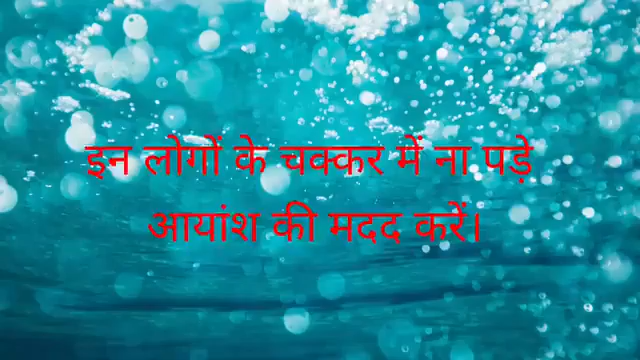 इन लोगों के चक्कर में ना पड़े
आयांश की मदद करें।